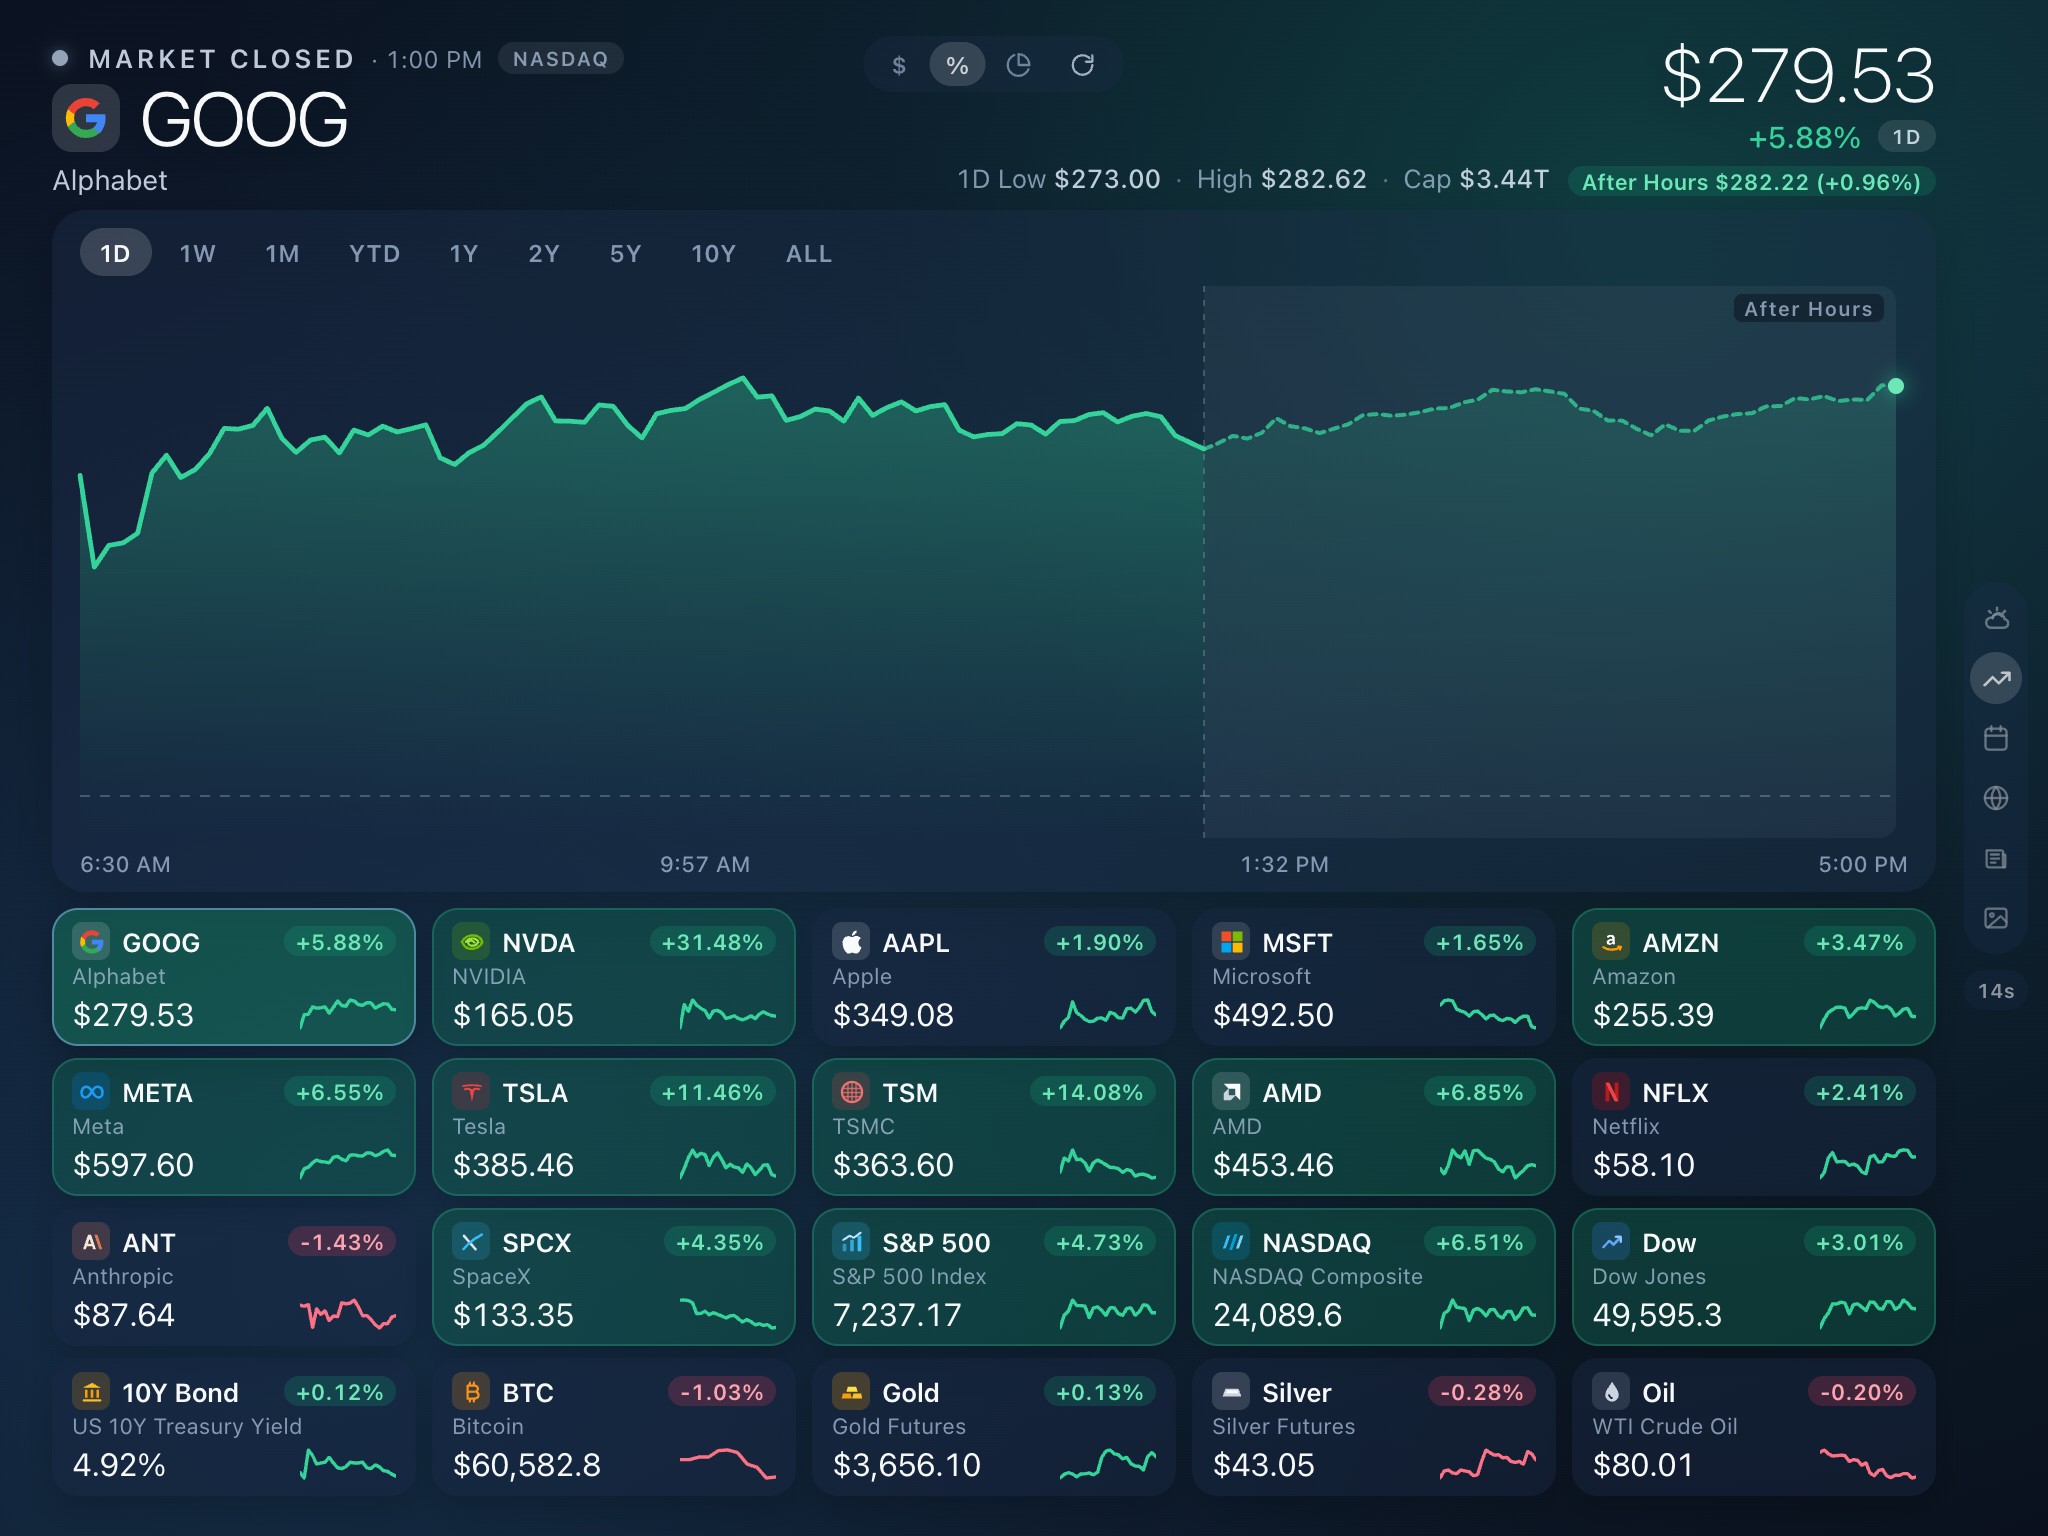 MARKET CLOSED · 1:00 PM NASDAQ
$ %
$279.53
GOOG
+5.88% 1D
Alphabet
1D Low $273.00 · High $282.62 · Cap $3.44T After Hours $282.22 (+0.96%)
1D 1W 1M YTD 1Y 2Y 5Y 10Y ALL
After Hours
6:30 AM 9:57 AM 1:32 PM 5:00 PM
GOOG +5.88%
Alphabet
$279.53
NVDA +31.48%
NVIDIA
$165.05
AAPL +1.90%
Apple
$349.08
MSFT +1.65%
Microsoft
$492.50
AMZN +3.47%
Amazon
$255.39
14s
META +6.55%
Meta
$597.60
TSLA +11.46%
Tesla
$385.46
TSM +14.08%
TSMC
$363.60
AMD +6.85%
AMD
$453.46
NFLX +2.41%
Netflix
$58.10
ANT -1.43%
Anthropic
$87.64
SPCX +4.35%
SpaceX
$133.35
S&P 500 +4.73%
S&P 500 Index
7,237.17
NASDAQ +6.51%
NASDAQ Composite
24,089.6
Dow +3.01%
Dow Jones
49,595.3
10Y Bond +0.12%
US 10Y Treasury Yield
4.92%
BTC -1.03%
Bitcoin
$60,582.8
Gold +0.13%
Gold Futures
$3,656.10
Silver -0.28%
Silver Futures
$43.05
Oil -0.20%
WTI Crude Oil
$80.01